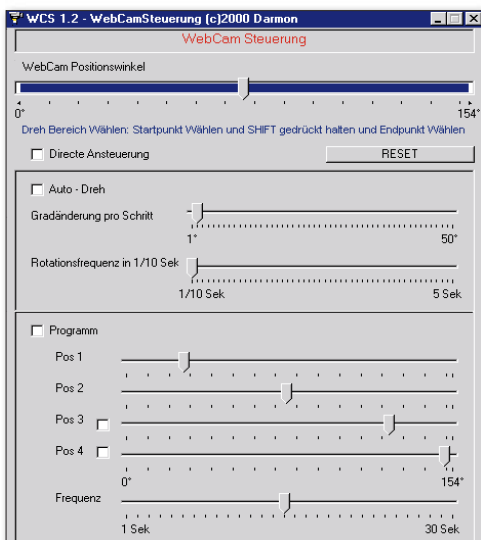 WCS 1.2 - WebCamSteuerung (c)2000 Darmon
WebCam Steuerung
WebCam Positionswinkel
0° 154°
Dreh Bereich Wählen: Startpunkt Wählen und SHIFT gedrückt halten und Endpunkt Wählen
Directe Ansteuerung RESET
Auto - Dreh
Gradänderung pro Schritt
1° 50°
Rotationsfrequenz in 1/10 Sek
1/10 Sek 5 Sek
Programm
Pos 1
Pos 2
Pos 3
Pos 4
0° 154°
Frequenz
1 Sek 30 Sek